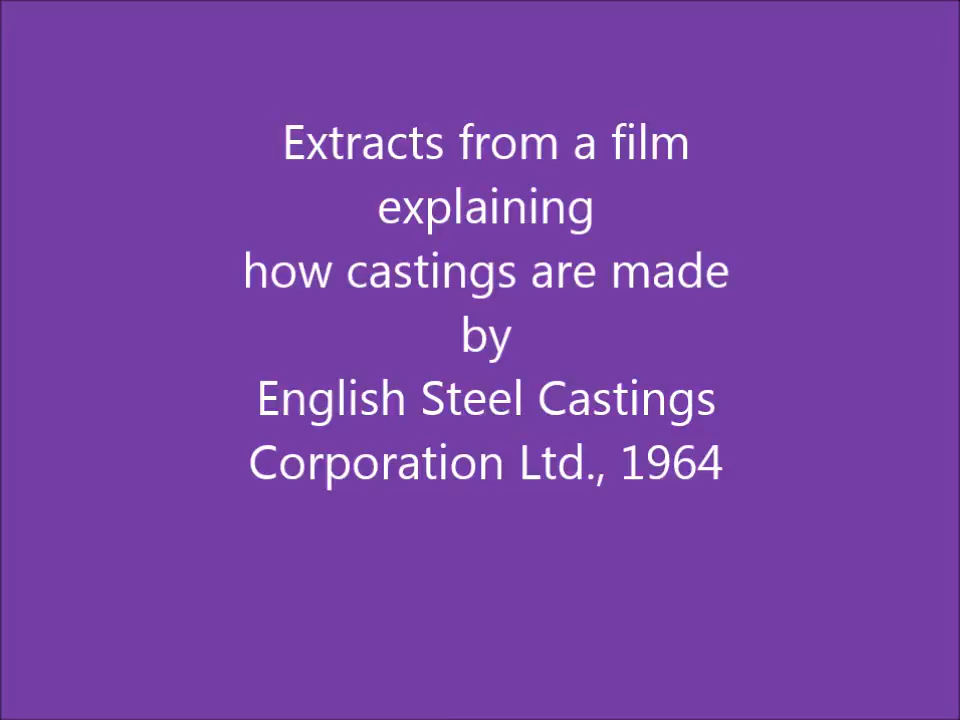 Extracts from a film
explaining
how castings are made
by
English Steel Castings
Corporation Ltd., 1964